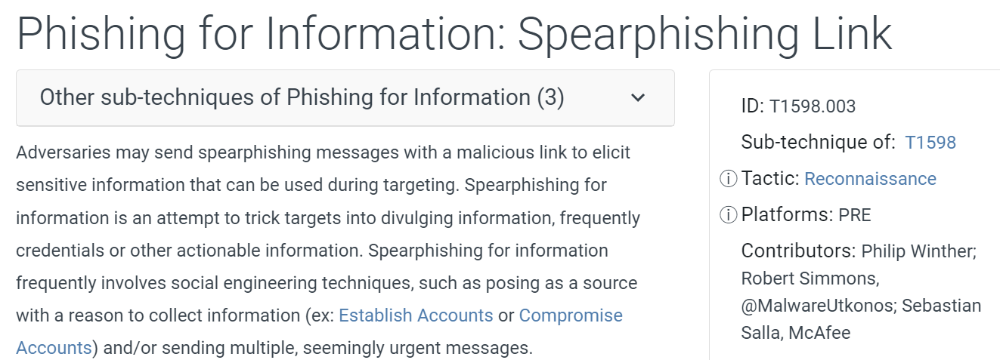 Phishing for Information: Spearphishing Link
Other sub-techniques of Phishing for Information (3)
Adversaries may send spearphishing messages with a malicious link to elicit
sensitive information that can be used during targeting. Spearphishing for
information is an attempt to trick targets into divulging information, frequently
credentials or other actionable information. Spearphishing for information
frequently involves social engineering techniques, such as posing as a source
with a reason to collect information (ex: Establish Accounts or Compromise
Accounts) and/or sending multiple, seemingly urgent messages.
ID: T1598.003
Sub-technique of: T1598
Tactic: Reconnaissance
Platforms: PRE
Contributors: Philip Winther;
Robert Simmons,
@MalwareUtkonos; Sebastian
Salla, McAfee